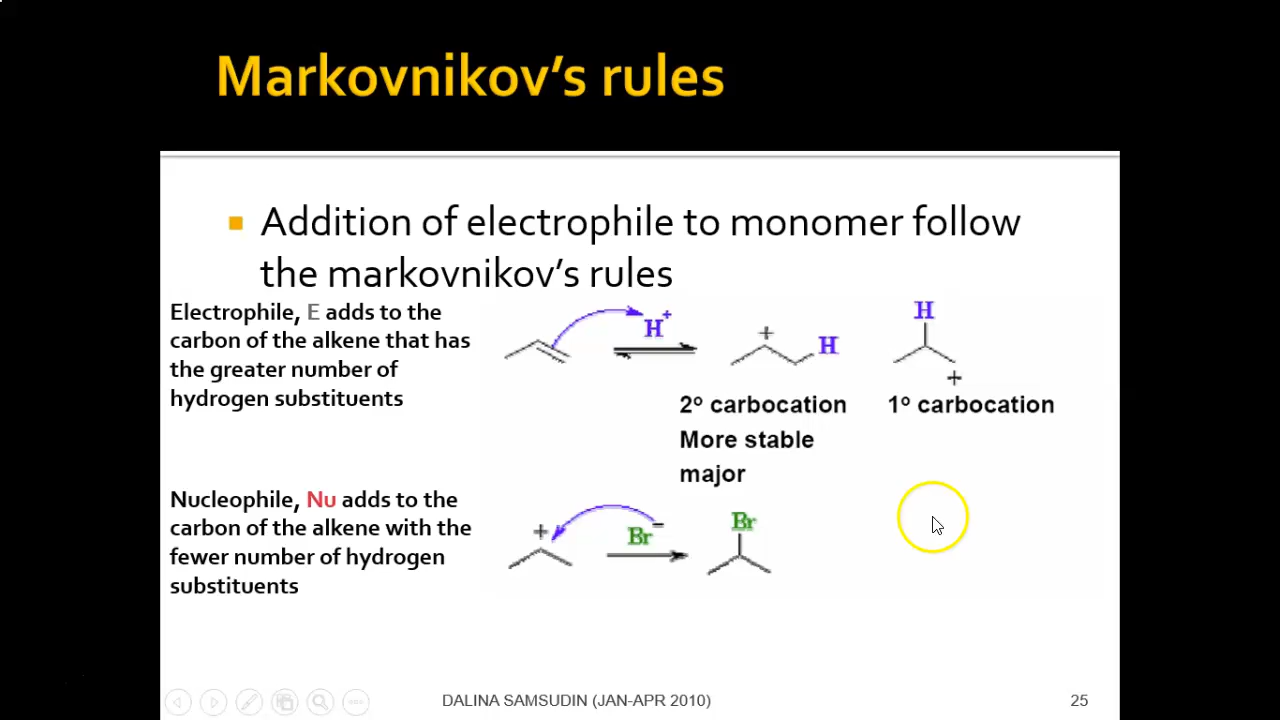 Markovnikov's rules
Addition of electrophile to monomer follow
the markovnikov's rules
Electrophile, E adds to the
carbon of the alkene that has
the greater number of
hydrogen substituents
H+
+
H
H
+
2º carbocation
More stable
major
1º carbocation
Nucleophile, Nu adds to the
carbon of the alkene with the
fewer number of hydrogen
substituents
+
Br−
Br
DALINA SAMSUDIN (JAN-APR 2010)
25